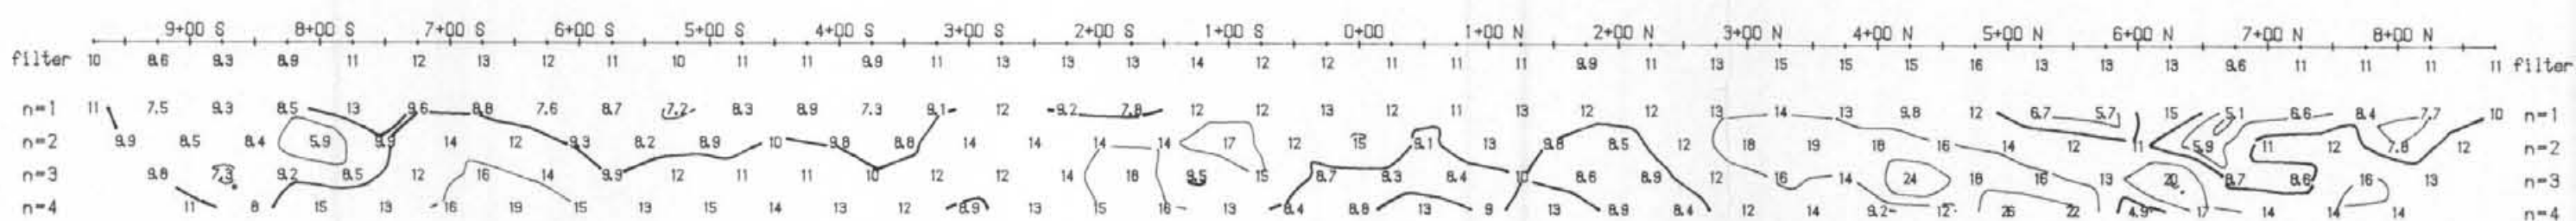 9+00 S 8+00 S 7+00 S 6+00 S 5+00 S 4+00 S 3+00 S 2+00 S 1+00 S 0+00 1+00 N 2+00 N 3+00 N 4+00 N 5+00 N 6+00 N 7+00 N 8+00 N
filter 10 8.6 9.3 8.9 11 12 13 12 11 10 11 11 9.9 11 13 13 13 14 12 12 11 11 11 9.9 11 13 15 15 15 16 13 13 13 9.6 11 11 11 11 filter
n=1 11 7.5 9.3 8.5 13 9.6 8.8 7.6 8.7 7.2 8.3 8.9 7.3 9.1 12 9.2 7.8 12 12 13 12 11 13 12 12 13 14 13 9.8 12 6.7 5.7 15 5.1 6.6 8.4 7.7 10 n=1
n=2 9.9 8.5 8.4 5.9 9.9 14 12 9.3 8.2 8.9 10 9.8 8.8 14 14 14 14 17 12 15 9.1 13 9.8 8.5 12 18 19 18 16 14 12 11 5.9 11 12 7.8 12 n=2
n=3 9.8 7.3 9.2 8.5 12 16 14 9.9 12 11 11 10 12 12 14 18 9.5 15 8.7 8.3 8.4 10 8.6 8.9 12 16 14 24 18 16 13 20 8.7 8.6 16 13 n=3
n=4 11 8 15 13 16 19 15 13 15 14 13 12 8.9 13 15 16 13 8.4 8.8 13 9 13 8.9 8.4 12 14 9.2 12 26 22 4.9 17 14 14 14 n=4